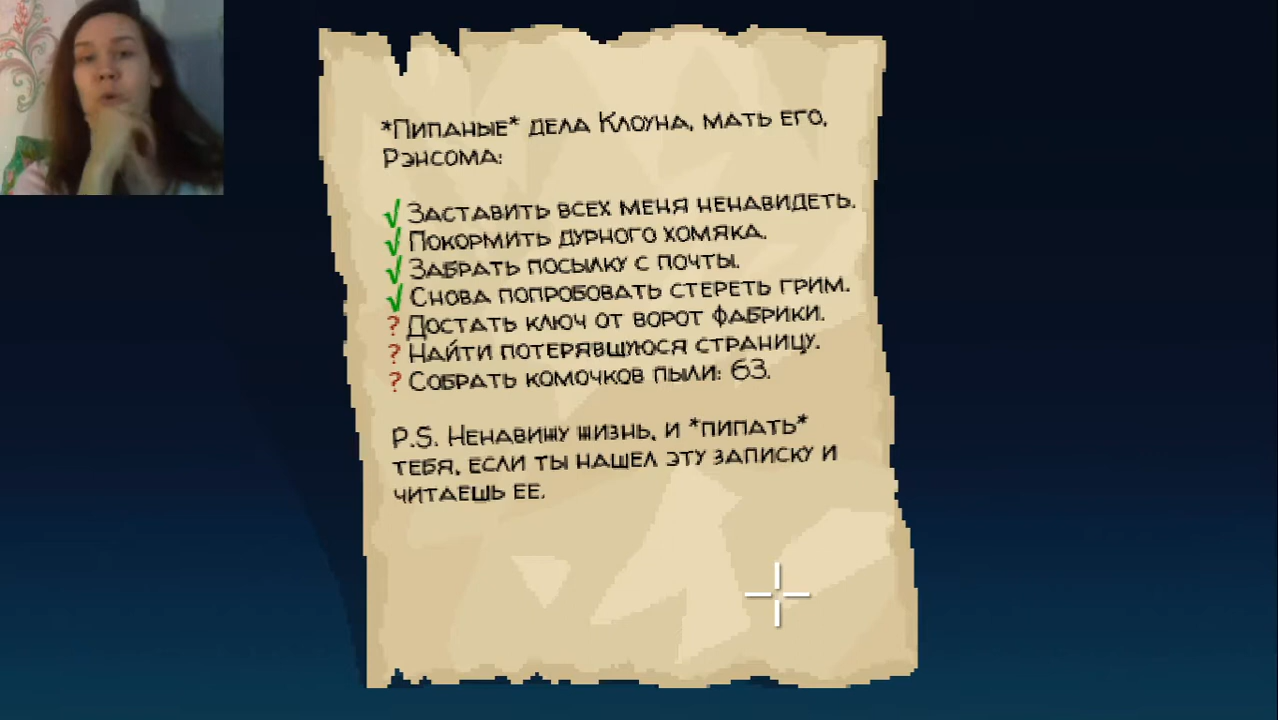 *Пипаные* дела Клоуна, мать его,
Рэнсома:
√ Заставить всех меня ненавидеть.
√ Покормить дурного хомяка.
√ Забрать посылку с почты.
√ Снова попробовать стереть грим.
? Достать ключ от ворот фабрики.
? Найти потерявшуюся страницу.
? Собрать комочков пыли: 63.
P.S. Ненавижу жизнь, и *пипать*
тебя, если ты нашел эту записку и
читаешь ее.